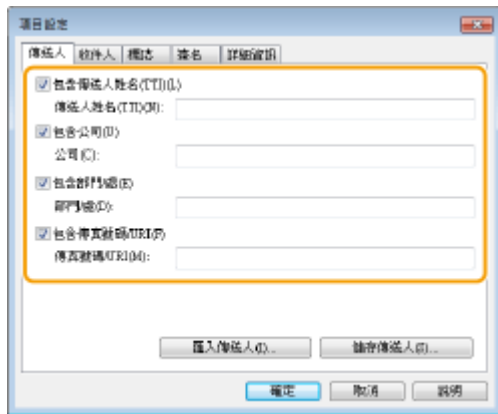 項目設定
傳送人 收件人 標誌 簽名 詳細資訊
包含傳送人姓名(TTI)(L)
傳送人姓名(TTI)(N):
包含公司(U)
公司(C):
包含部門/處(E)
部門/處(D):
包含傳真號碼/URI(F)
傳真號碼/URI(M):
匯入傳送人(I)... 儲存傳送人(S)...
確定 取消 說明